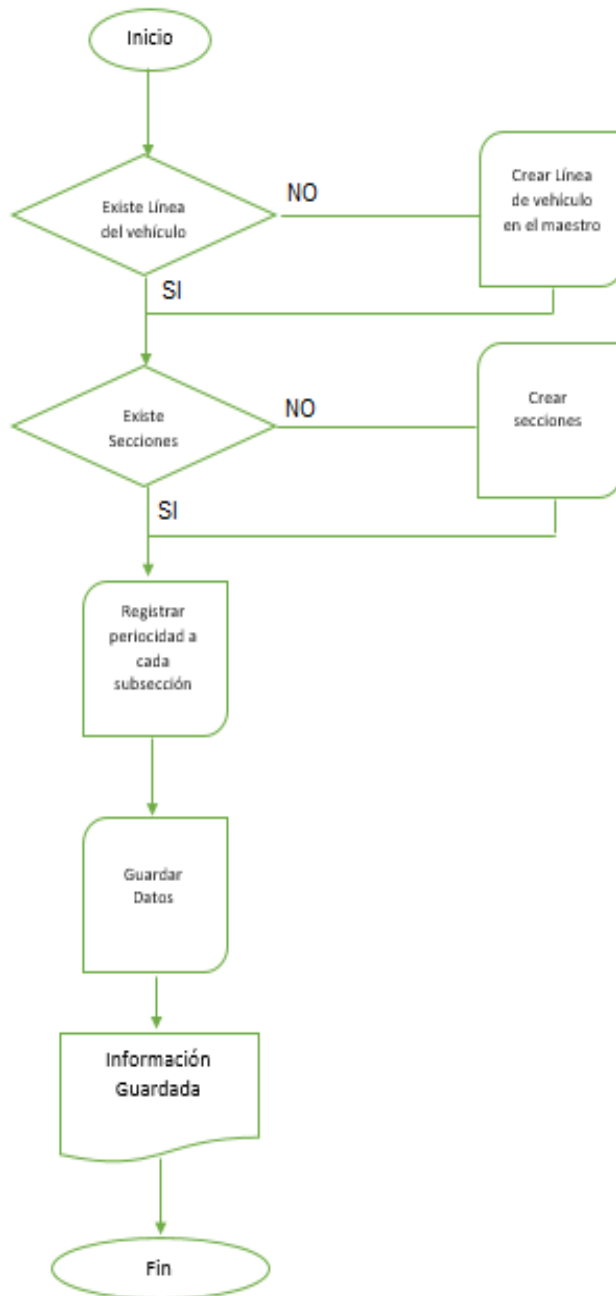 Inicio
Existe Línea
del vehículo
NO
Crear Línea
de vehículo
en el maestro
SI
Existe
Secciones
NO
Crear
secciones
SI
Registrar
periocidad a
cada
subsección
Guardar
Datos
Información
Guardada
Fin